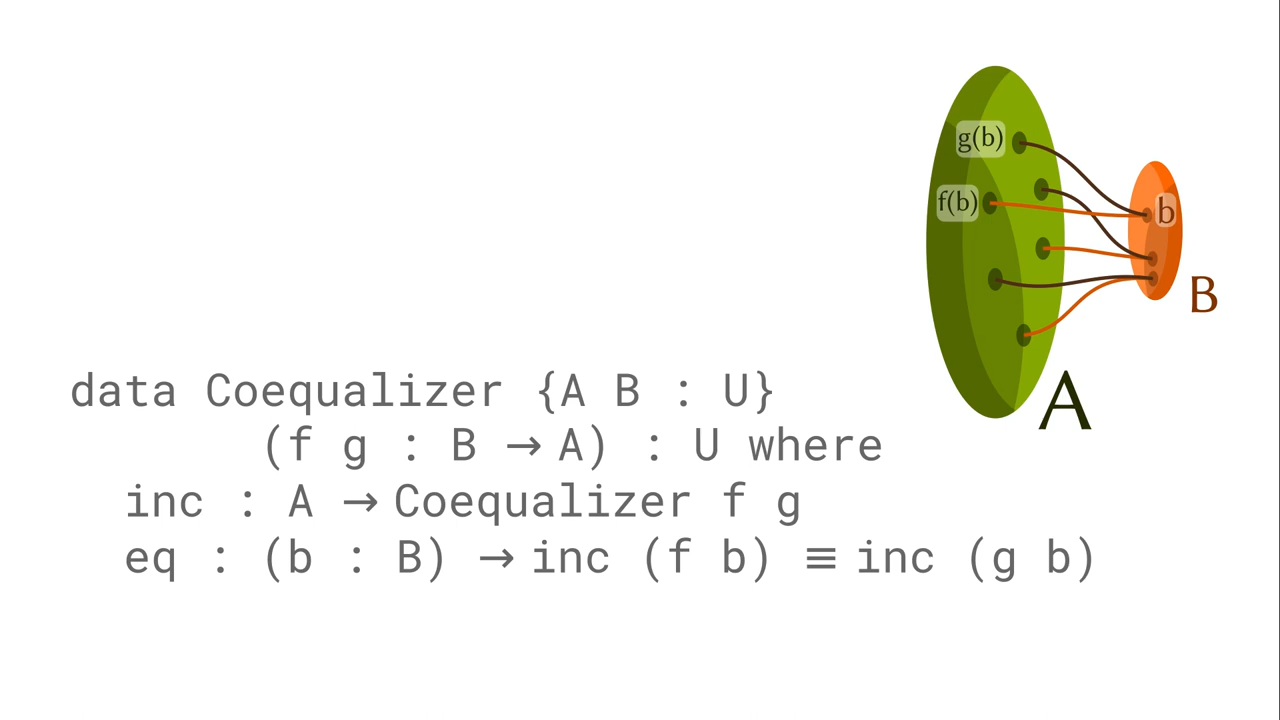 g(b)
f(b)
b
B
A
data Coequalizer {A B : U}
(f g : B → A) : U where
inc : A → Coequalizer f g
eq : (b : B) → inc (f b) ≡ inc (g b)